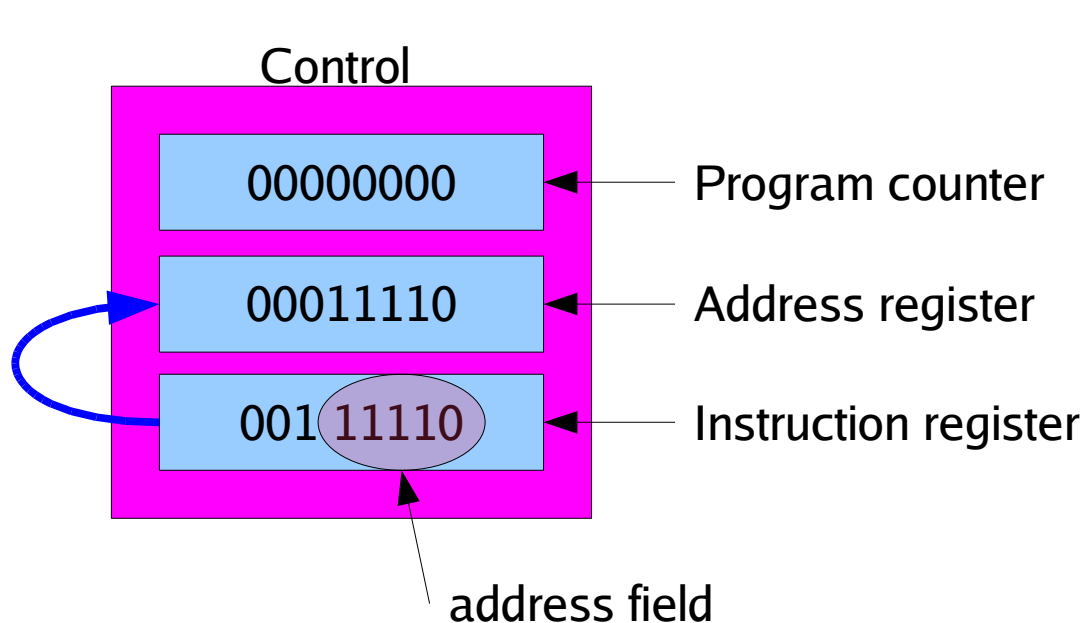 Control
00000000
Program counter
00011110
Address register
001 11110
Instruction register
address field